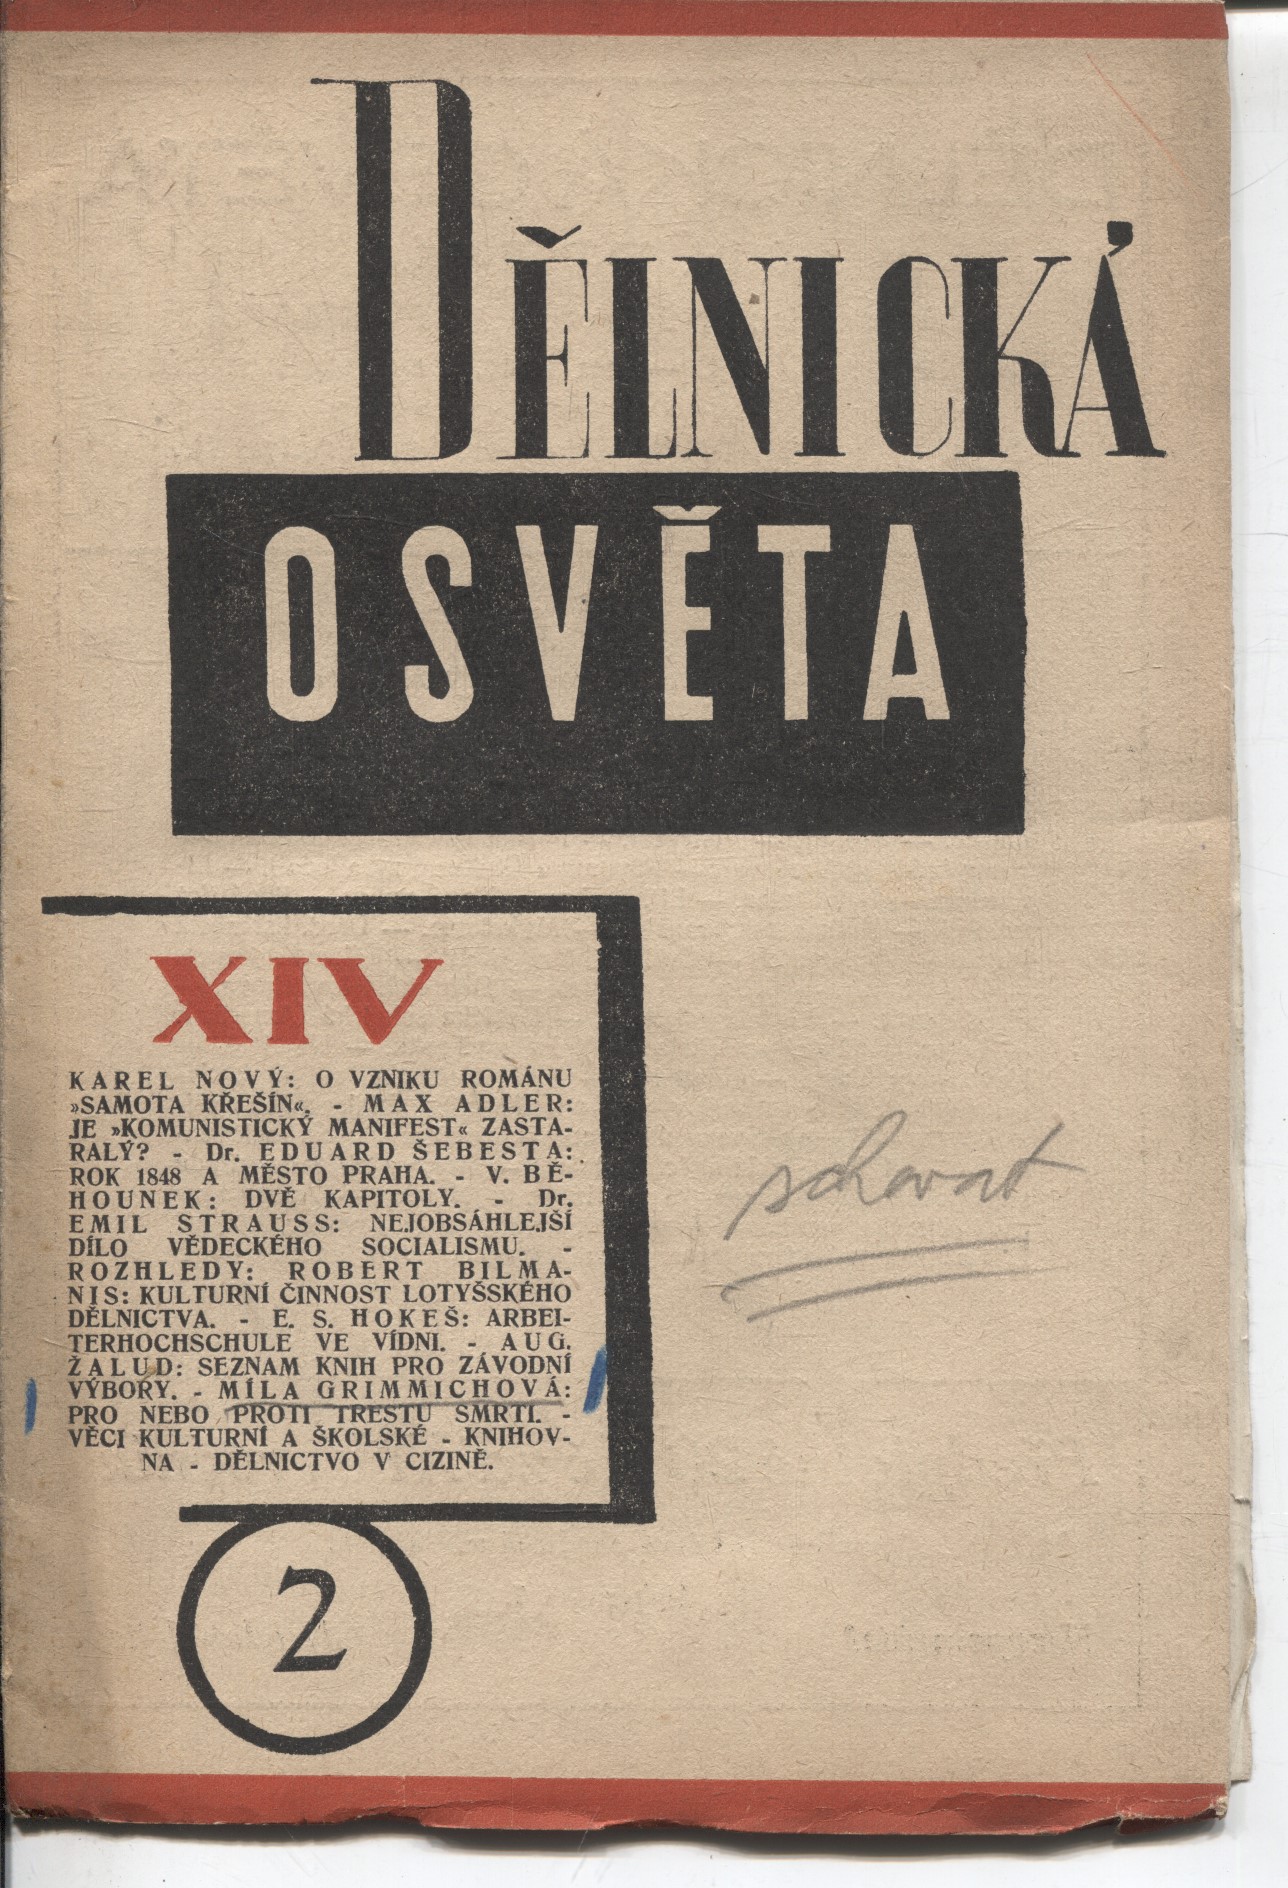 DĚLNICKÁ
OSVĚTA
XIV
KAREL NOVÝ: O VZNIKU ROMÁNU
»SAMOTA KŘEŠÍN«. - MAX ADLER:
JE »KOMUNISTICKÝ MANIFEST« ZASTA-
RALÝ? - Dr. EDUARD ŠEBESTA:
ROK 1848 A MĚSTO PRAHA. - V. BĚ-
HOUNEK: DVĚ KAPITOLY. - Dr.
EMIL STRAUSS: NEJOBSÁHLEJŠÍ
DÍLO VĚDECKÉHO SOCIALISMU. -
ROZHLEDY: ROBERT BILMA-
NIS: KULTURNÍ ČINNOST LOTYŠSKÉHO
DĚLNICTVA. - E. S. HOKEŠ: ARBEI-
TERHOCHSCHULE VE VÍDNI. - AUG.
ŽALUD: SEZNAM KNIH PRO ZÁVODNÍ
VÝBORY. - MÍLA GRIMMICHOVÁ:
PRO NEBO PROTI TRESTU SMRTI. -
VĚCI KULTURNÍ A ŠKOLSKÉ - KNIHOV-
NA - DĚLNICTVO V CIZINĚ.
schovat
2